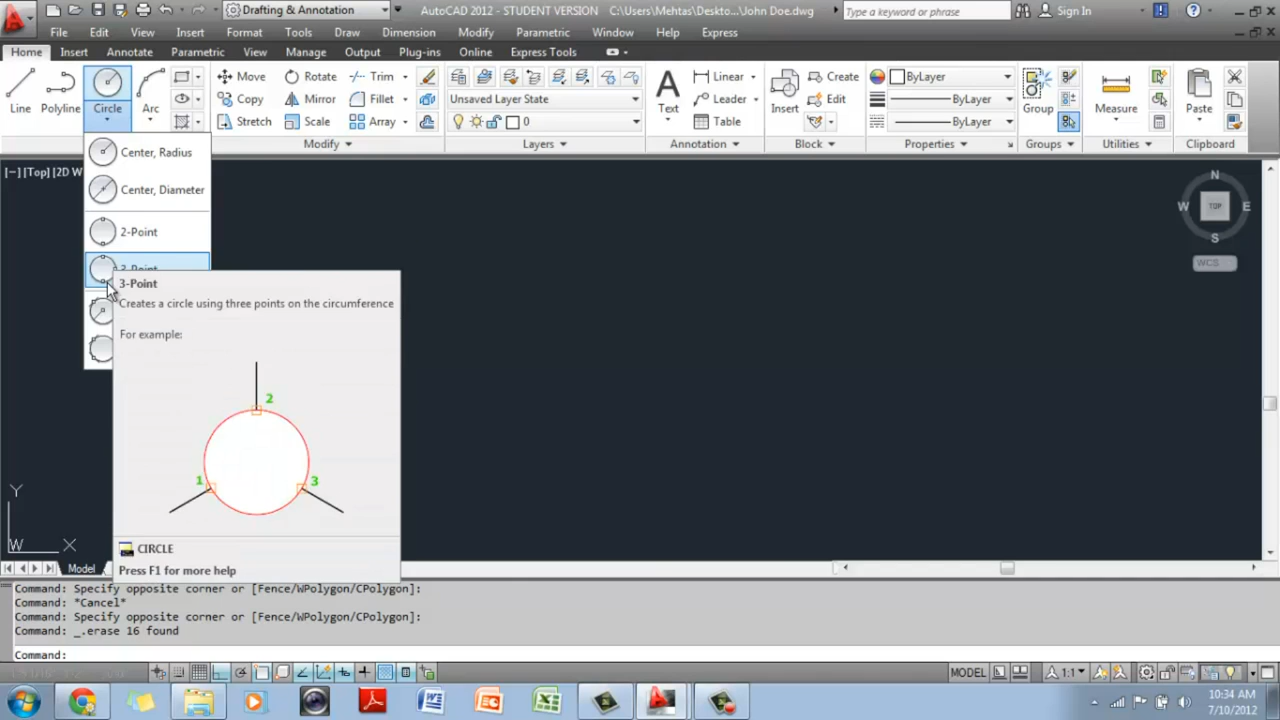 Drafting & Annotation
AutoCAD 2012 - STUDENT VERSION C:\Users\Mehtas\Deskto...\John Doe.dwg
Type a keyword or phrase
Sign In
File Edit View Insert Format Tools Draw Dimension Modify Parametric Window Help Express
Home Insert Annotate Parametric View Manage Output Plug-ins Online Express Tools
Line
Polyline
Circle
Arc
Move Rotate Trim
Copy Mirror Fillet
Stretch Scale Array
Modify
Unsaved Layer State
0
Layers
Text
Linear
Leader
Table
Annotation
Insert
Create
Edit
Block
ByLayer
ByLayer
ByLayer
Properties
Group
Groups
Measure
Utilities
Paste
Clipboard
[−][Top][2D W
Center, Radius
Center, Diameter
2-Point
3-Point
3-Point
Creates a circle using three points on the circumference
For example:
2
1
3
CIRCLE
Press F1 for more help
N
W TOP E
S
WCS
Y
W X
Model
Command: Specify opposite corner or [Fence/WPolygon/CPolygon]:
Command: *Cancel*
Command: Specify opposite corner or [Fence/WPolygon/CPolygon]:
Command: _.erase 16 found
Command:
MODEL
1:1
10:34 AM
7/10/2012